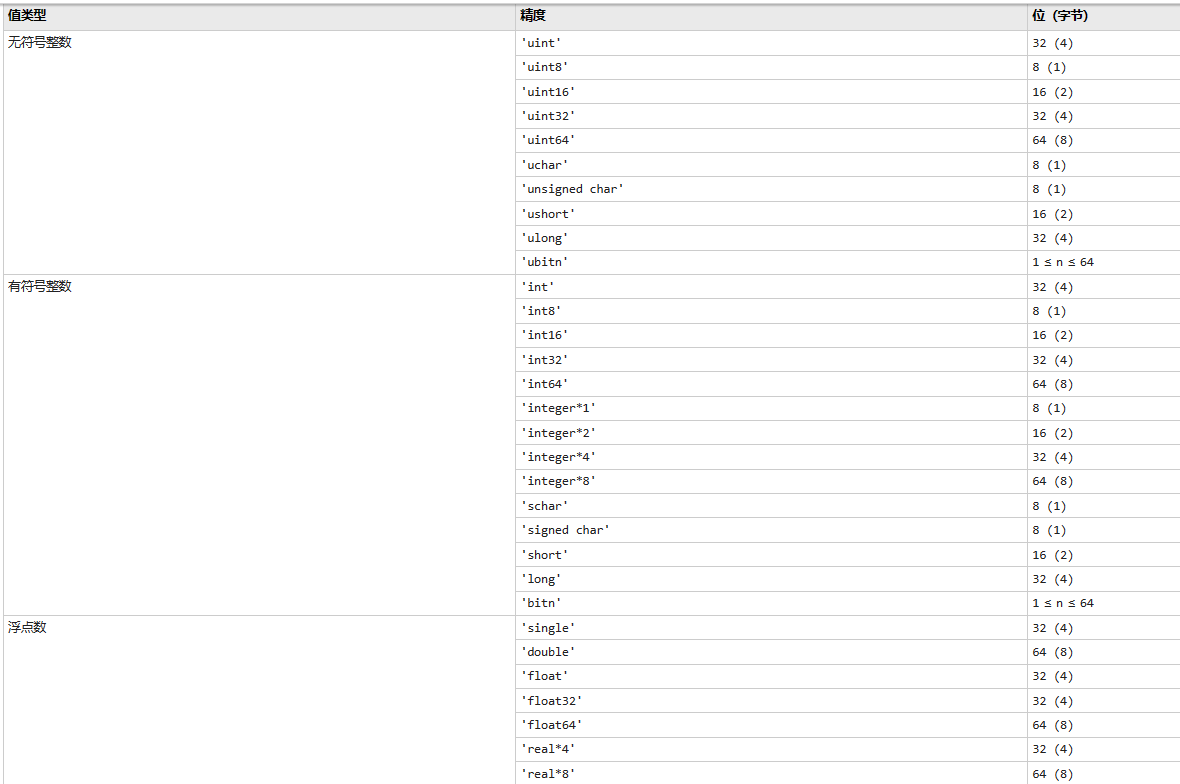 值类型 精度 位（字节）
无符号整数 'uint' 32 (4)
'uint8' 8 (1)
'uint16' 16 (2)
'uint32' 32 (4)
'uint64' 64 (8)
'uchar' 8 (1)
'unsigned char' 8 (1)
'ushort' 16 (2)
'ulong' 32 (4)
'ubitn' 1 ≤ n ≤ 64
有符号整数 'int' 32 (4)
'int8' 8 (1)
'int16' 16 (2)
'int32' 32 (4)
'int64' 64 (8)
'integer*1' 8 (1)
'integer*2' 16 (2)
'integer*4' 32 (4)
'integer*8' 64 (8)
'schar' 8 (1)
'signed char' 8 (1)
'short' 16 (2)
'long' 32 (4)
'bitn' 1 ≤ n ≤ 64
浮点数 'single' 32 (4)
'double' 64 (8)
'float' 32 (4)
'float32' 32 (4)
'float64' 64 (8)
'real*4' 32 (4)
'real*8' 64 (8)